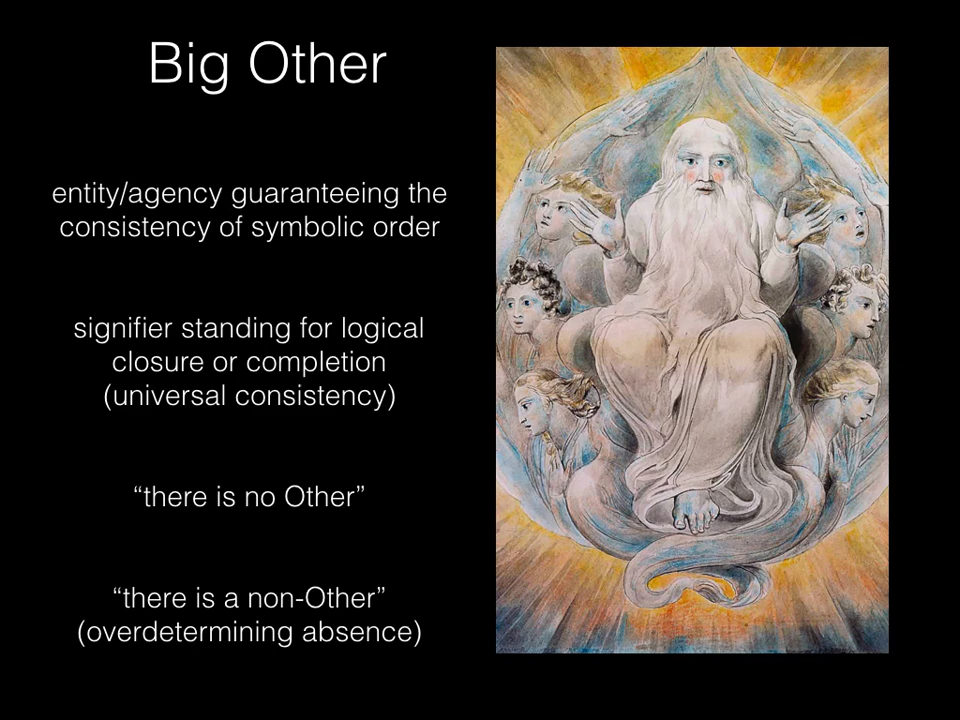 Big Other
entity/agency guaranteeing the
consistency of symbolic order
signifier standing for logical
closure or completion
(universal consistency)
“there is no Other”
“there is a non-Other”
(overdetermining absence)